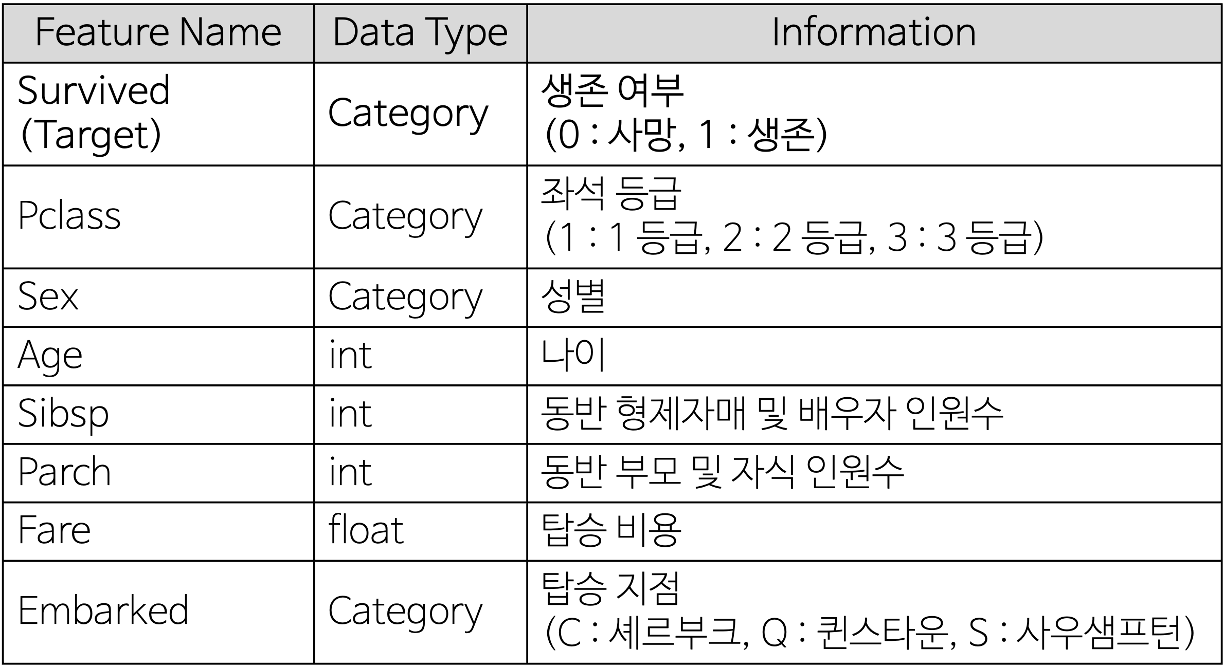 Feature Name Data Type Information
Survived
(Target) Category 생존 여부
(0 : 사망, 1 : 생존)
Pclass Category 좌석 등급
(1 : 1 등급, 2 : 2 등급, 3 : 3 등급)
Sex Category 성별
Age int 나이
Sibsp int 동반 형제자매 및 배우자 인원수
Parch int 동반 부모 및 자식 인원수
Fare float 탑승 비용
Embarked Category 탑승 지점
(C : 셰르부크, Q : 퀸스타운, S : 사우샘프턴)